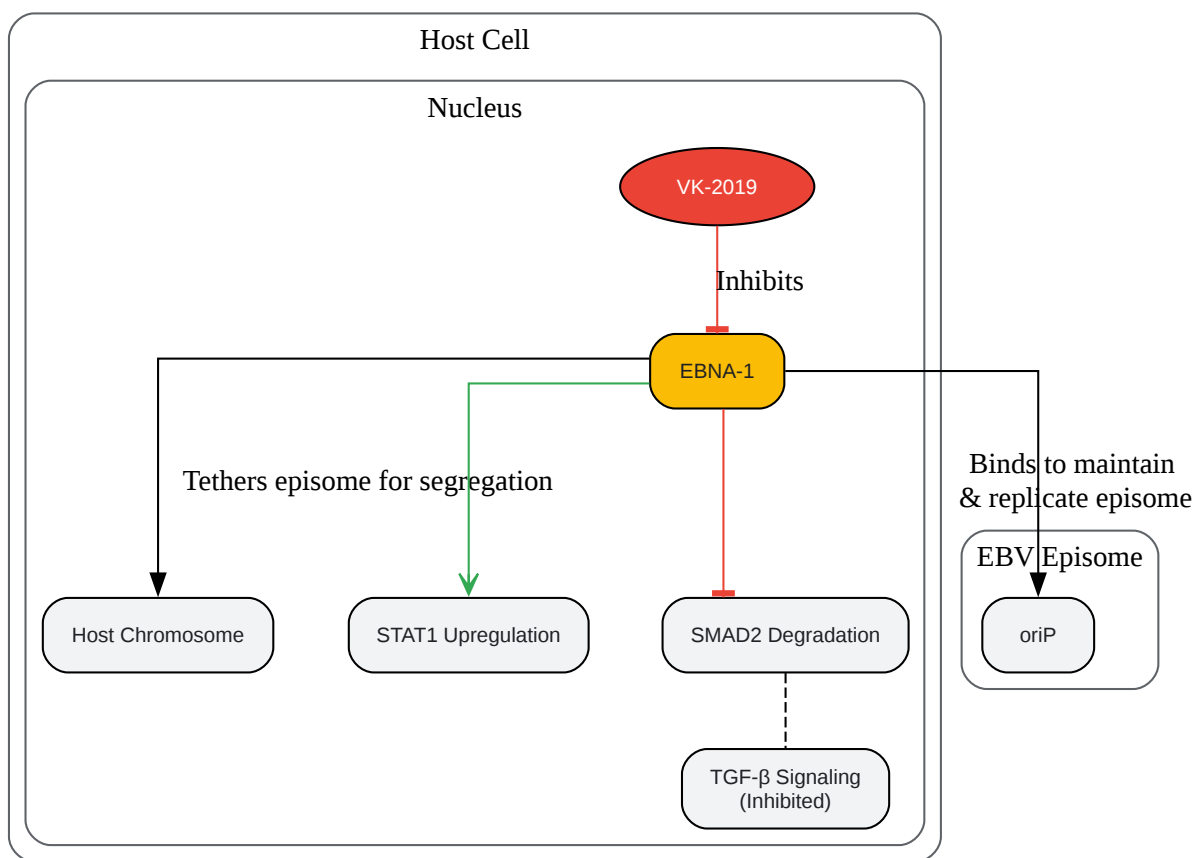 Host Cell
Nucleus
VK-2019
Inhibits
EBNA-1
Tethers episome for segregation
Binds to maintain
& replicate episome
EBV Episome
Host Chromosome
STAT1 Upregulation
SMAD2 Degradation
oriP
TGF-β Signaling
(Inhibited)